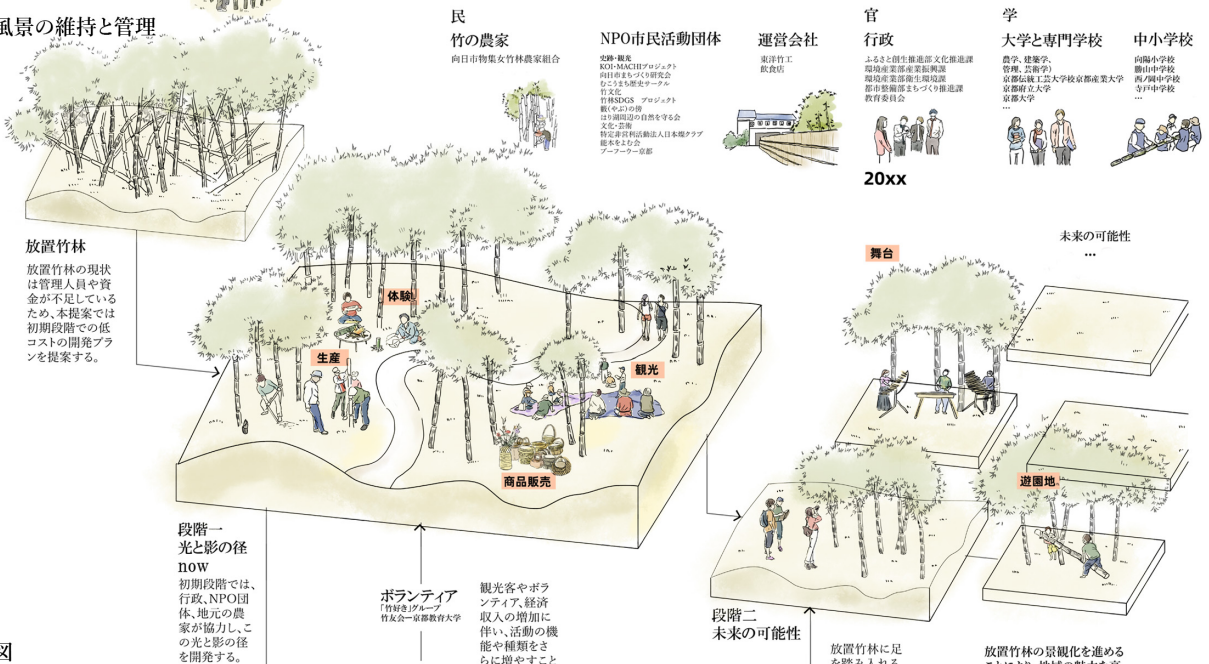 風景の維持と管理
民
竹の農家
向日市物集女竹林農家組合
NPO市民活動団体
史跡・観光
KOI・MACHIプロジェクト
向日市まちづくり研究会
むこうまち歴史サークル
竹文化
竹林SDGS プロジェクト
籔(やぶ)の傍
はり湖周辺の自然を守る会
文化・芸術
特定非営利活動法人日本燦クラブ
絵本をよむ会
ブーフーウー京都
運営会社
東洋竹工
飲食店
官
行政
ふるさと創生推進部文化推進課
環境産業部産業振興課
環境産業部衛生環境課
都市整備部まちづくり推進課
教育委員会
20xx
学
大学と専門学校
農学、建築学、
管理、芸術学）
京都伝統工芸大学校京都産業大学
京都府立大学
京都大学
…
中小学校
向陽小学校
勝山中学校
西ノ岡中学校
寺戸中学校
…
放置竹林
放置竹林の現状
は管理人員や資
金が不足している
ため、本提案では
初期段階での低
コストの開発プラ
ンを提案する。
体験
生産
観光
商品販売
舞台
未来の可能性
…
遊園地
段階一
光と影の径
now
初期段階では、
行政、NPO団
体、地元の農
家が協力し、こ
の光と影の径
を開発する。
ボランティア
「竹好き」グループ
竹友会ー京都教育大学
観光客やボラ
ンティア、経済
収入の増加に
伴い、活動の機
能や種類をさ
らに増やすこと
段階二
未来の可能性
放置竹林に足
を踏み入れる
放置竹林の景観化を進める
図